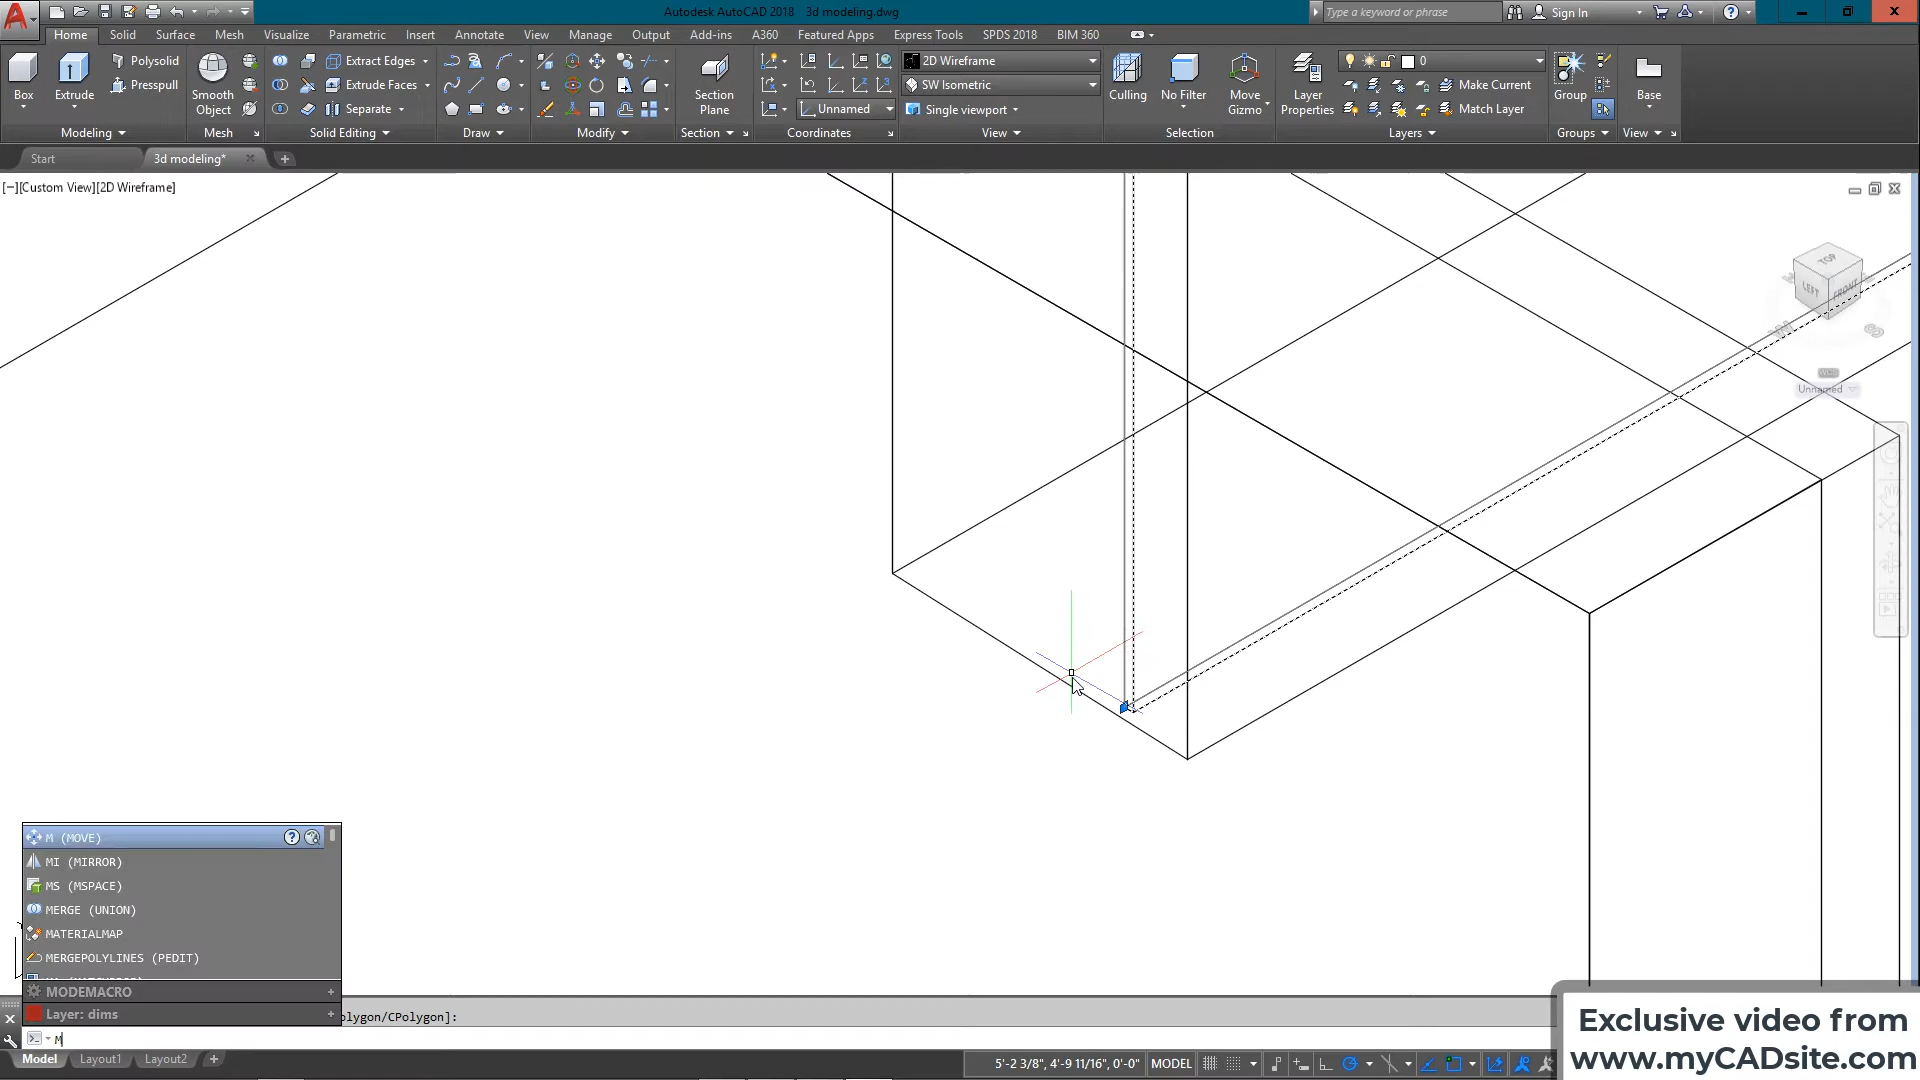 Autodesk AutoCAD 2018 3d modeling.dwg
Type a keyword or phrase
Sign In
Home Solid Surface Mesh Visualize Parametric Insert Annotate View Manage Output Add-ins A360 Featured Apps Express Tools SPDS 2018 BIM 360
Box
Extrude
Polysolid
Presspull
Modeling
Smooth
Object
Mesh
Extract Edges
Extrude Faces
Separate
Solid Editing
Draw
Modify
Section
Plane
Section
Unnamed
Coordinates
2D Wireframe
SW Isometric
Single viewport
View
Culling
No Filter
Move
Gizmo
Selection
Layer
Properties
0
Make Current
Match Layer
Layers
Group
Groups
Base
View
Start
3d modeling*
[−][Custom View][2D Wireframe]
TOP
LEFT
FRONT
WCS
Unnamed
M (MOVE)
MI (MIRROR)
MS (MSPACE)
MERGE (UNION)
MATERIALMAP
MERGEPOLYLINES (PEDIT)
MODEMACRO
Layer: dims
olygon/CPolygon]:
M
Model Layout1 Layout2
5'-2 3/8", 4'-9 11/16", 0'-0" MODEL
Exclusive video from
www.myCADsite.com